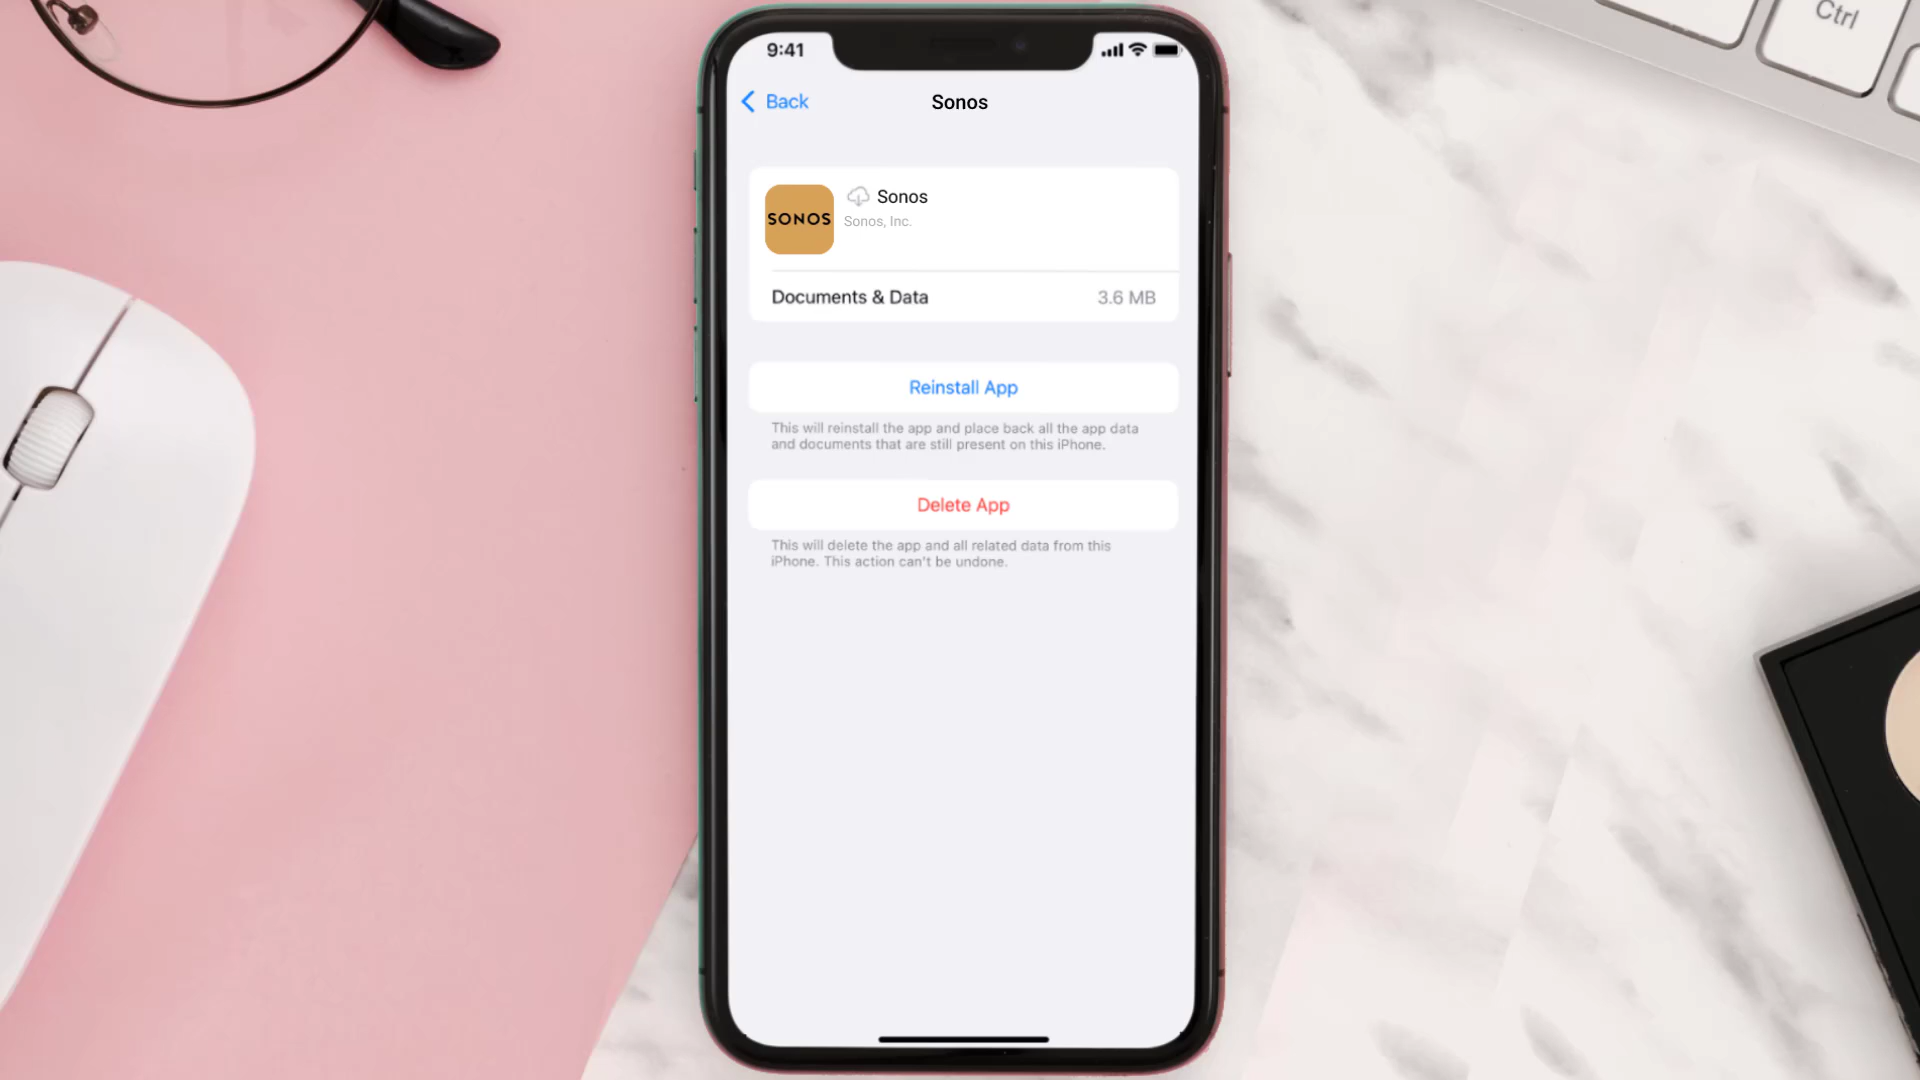 Ctrl
9:41
Back
Sonos
SONOS
Sonos
Sonos, Inc.
Documents & Data
3.6 MB
Reinstall App
This will reinstall the app and place back all the app data
and documents that are still present on this iPhone.
Delete App
This will delete the app and all related data from this
iPhone. This action can't be undone.